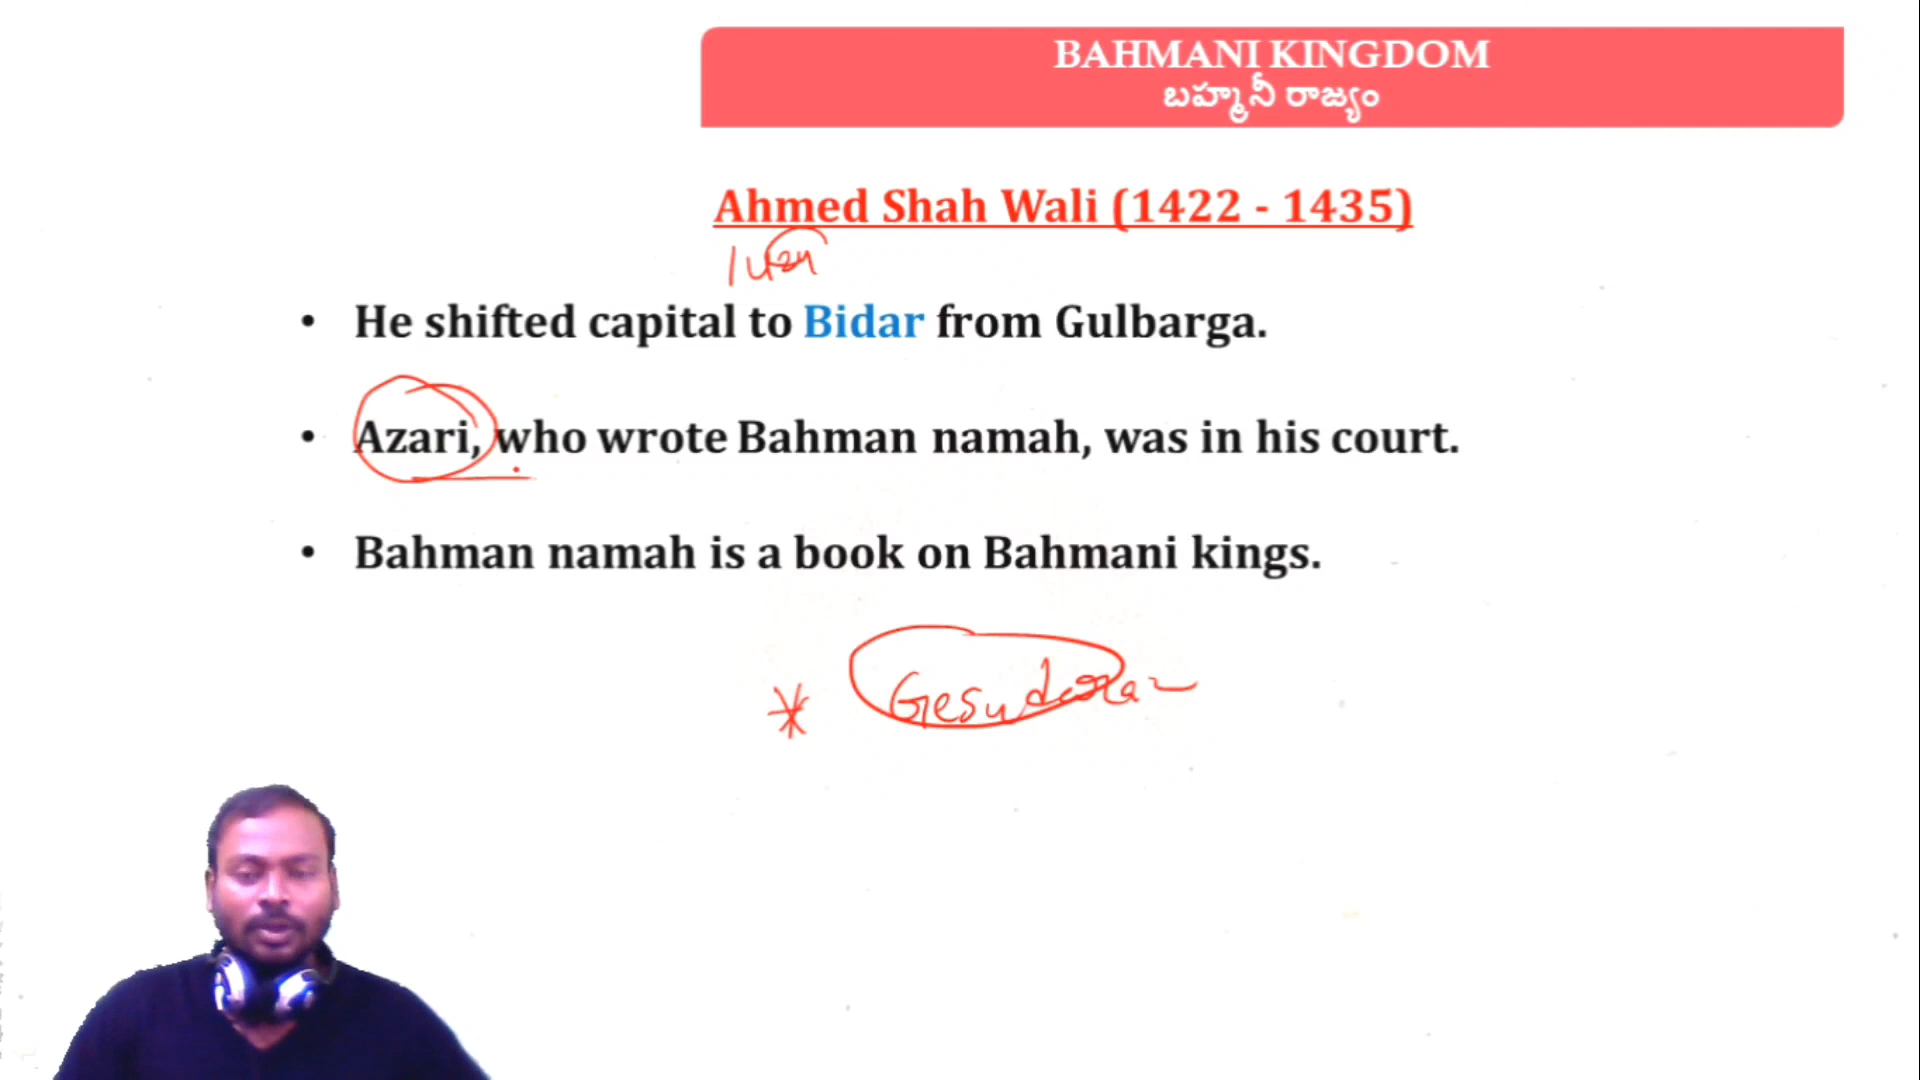 BAHMANI KINGDOM
బహ్మనీ రాజ్యం
Ahmed Shah Wali (1422 - 1435)
• He shifted capital to Bidar from Gulbarga.
• Azari, who wrote Bahman namah, was in his court.
• Bahman namah is a book on Bahmani kings.